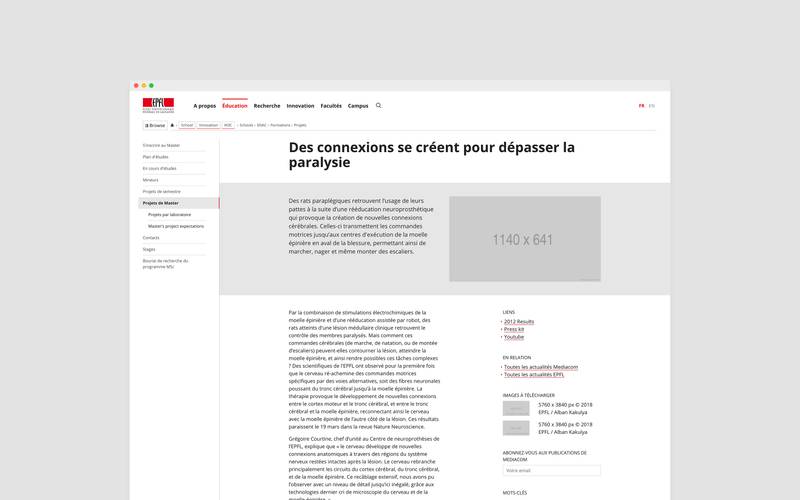 EPFL
A propos Éducation Recherche Innovation Facultés Campus
FR EN
Browse School Innovation MOE Schools ENAC Formations Projets
S'inscrire au Master
Plan d'études
En cours d'études
Mineurs
Projets de semestre
Projets de Master
Projets par laboratoire
Master's project expectations
Contacts
Stages
Bourse de recherche du
programme MSI
Des connexions se créent pour dépasser la
paralysie
Des rats paraplégiques retrouvent l'usage de leurs
pattes à la suite d'une rééducation neuroprosthétique
qui provoque la création de nouvelles connexions
cérébrales. Celles-ci transmettent les commandes
motrices jusqu'aux centres d'exécution de la moelle
épinière en aval de la blessure, permettant ainsi de
marcher, nager et même monter des escaliers.
1140 x 641
Par la combinaison de stimulations électrochimiques de la
moelle épinière et d'une rééducation assistée par robot, des
rats atteints d'une lésion médullaire clinique retrouvent le
contrôle des membres paralysés. Mais comment ces
commandes cérébrales (de marche, de natation, ou de montée
d'escaliers) peuvent-elles contourner la lésion, atteindre la
moelle épinière, et ainsi rendre possibles ces tâches complexes
? Des scientifiques de l'EPFL ont observé pour la première fois
que le cerveau ré-achemine des commandes motrices
spécifiques par des voies alternatives, soit des fibres neuronales
poussant du tronc cérébral jusqu'à la moelle épinière. La
thérapie provoque le développement de nouvelles connexions
entre le cortex moteur et le tronc cérébral, et entre le tronc
cérébral et la moelle épinière, reconnectant ainsi le cerveau
avec la moelle épinière de l'autre côté de la lésion. Ces résultats
paraissent le 19 mars dans la revue Nature Neuroscience.
Grégoire Courtine, chef d'unité au Centre de neuroprothèses de
l'EPFL, explique que « le cerveau développe de nouvelles
connexions anatomiques à travers des régions du système
nerveux restées intactes après la lésion. Le cerveau rebranche
principalement les circuits du cortex cérébral, du tronc cérébral,
et de la moelle épinière. Ce recâblage extensif, nous avons pu
l'observer avec un niveau de détail jusqu'ici inégalé, grâce aux
technologies dernier cri de microscopie du cerveau et de la
LIENS
2012 Results
Press kit
Youtube
EN RELATION
Toutes les actualités Mediacom
Toutes les actualités EPFL
IMAGES À TÉLÉCHARGER
5760 x 3840 px © 2018
EPFL / Alban Kakulya
5760 x 3840 px © 2018
EPFL / Alban Kakulya
ABONNEZ-VOUS AUX PUBLICATIONS DE
MEDIACOM
Votre email
MOTS-CLÉS